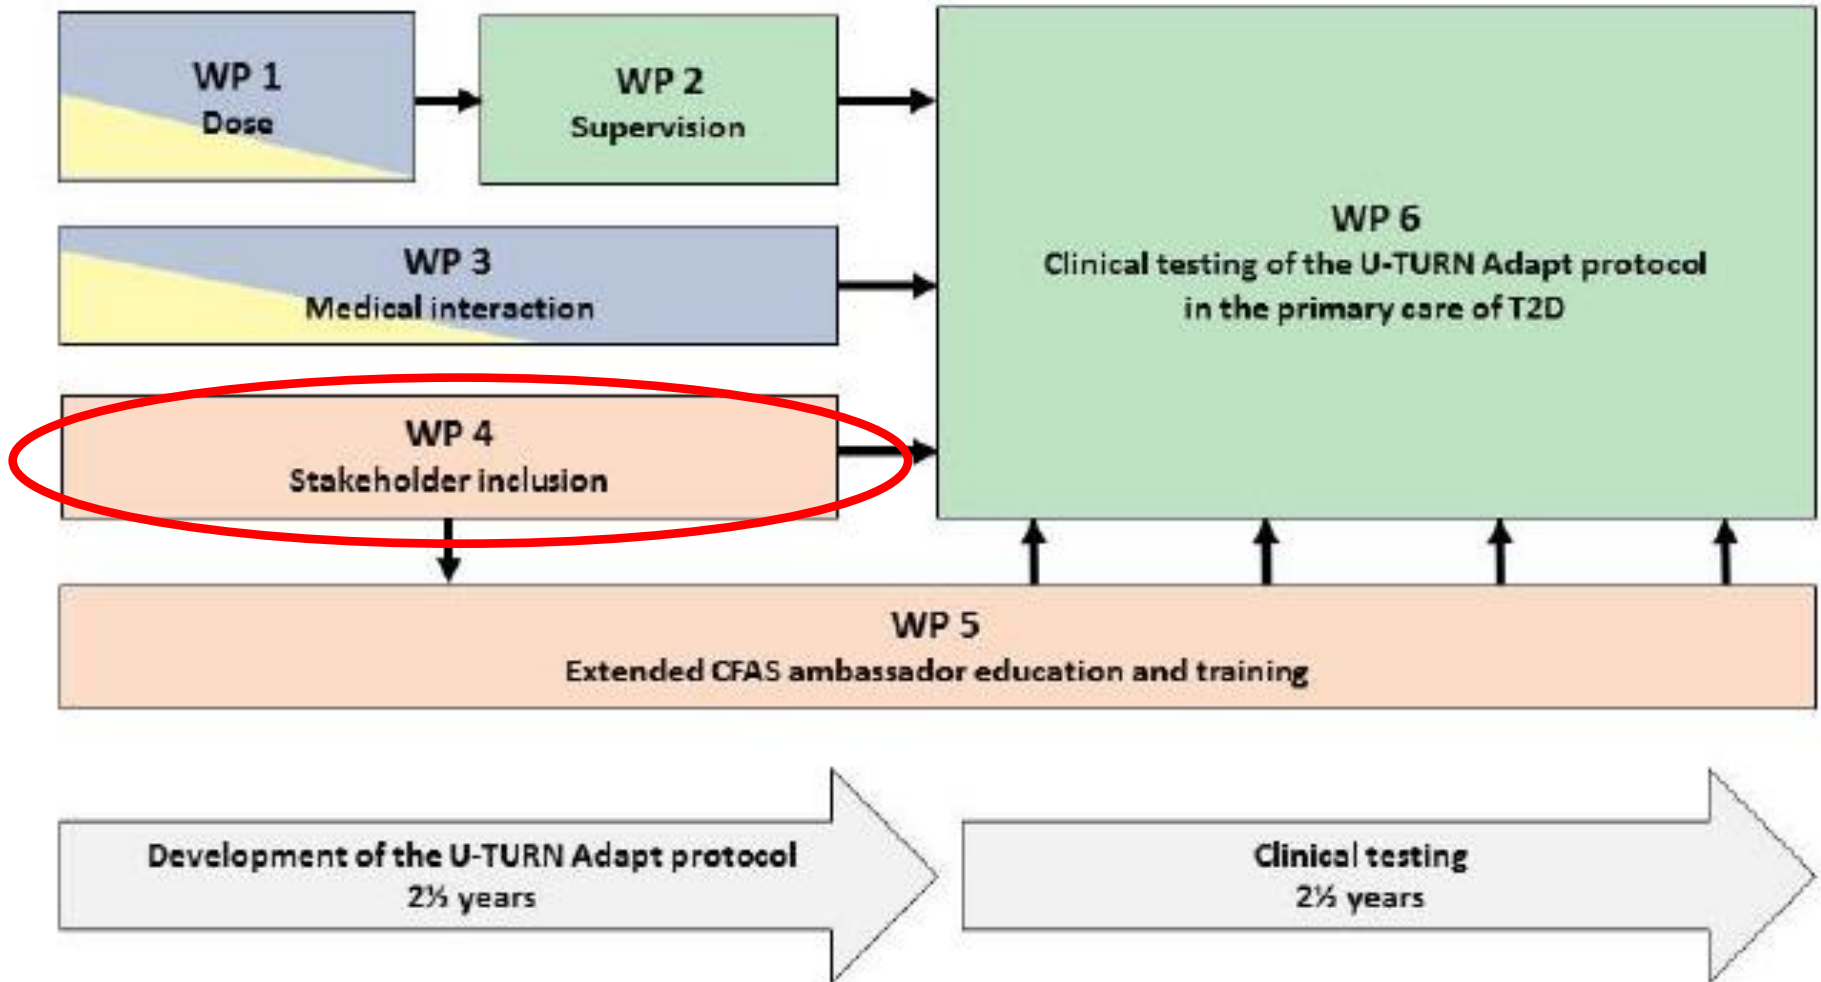 WP 1
Dose
WP 2
Supervision
WP 6
Clinical testing of the U-TURN Adapt protocol
in the primary care of T2D
WP 3
Medical interaction
WP 4
Stakeholder inclusion
WP 5
Extended CFAS ambassador education and training
Development of the U-TURN Adapt protocol
2½ years
Clinical testing
2½ years